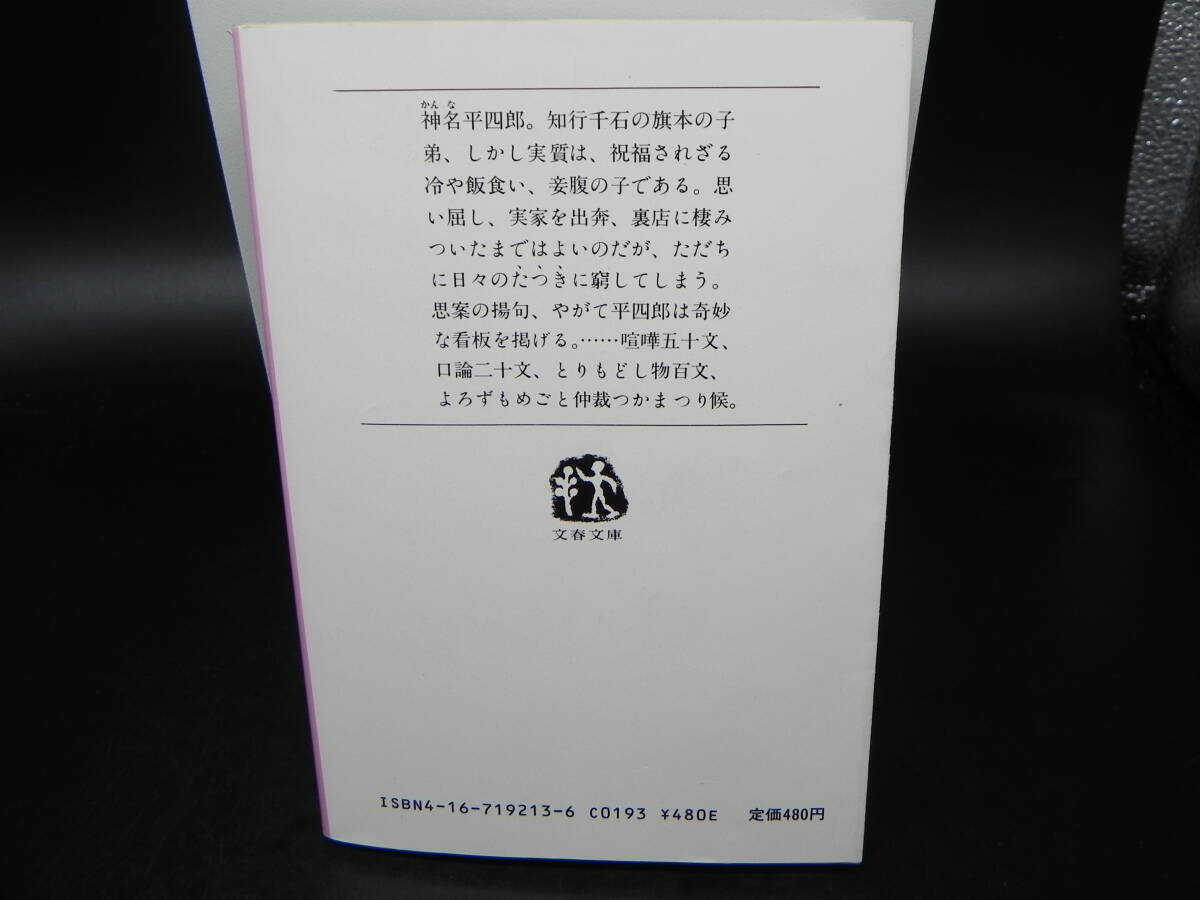 かんな
神名平四郎。知行千石の旗本の子
弟、しかし実質は、祝福されざる
冷や飯食い、妾腹の子である。思
い屈し、実家を出奔、裏店に棲み
ついたまではよいのだが、ただち
に日々のたつきに窮してしまう。
思案の揚句、やがて平四郎は奇妙
な看板を掲げる。……喧嘩五十文、
口論二十文、とりもどし物百文、
よろずもめごと仲裁つかまつり候。
文春文庫
ISBN4-16-719213-6 C0193 ¥480E 定価480円